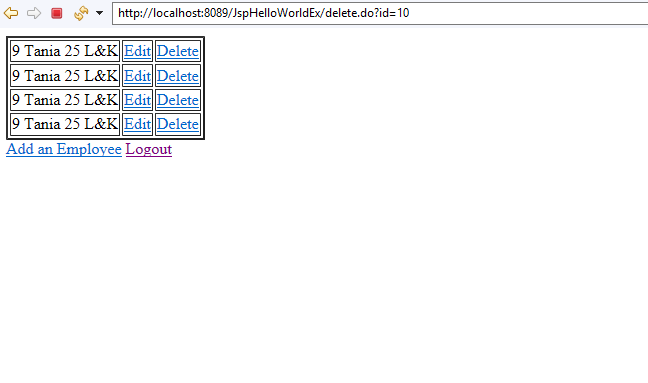 http://localhost:8089/JspHelloWorldEx/delete.do?id=10
9 Tania 25 L&K Edit Delete
9 Tania 25 L&K Edit Delete
9 Tania 25 L&K Edit Delete
9 Tania 25 L&K Edit Delete
Add an Employee Logout